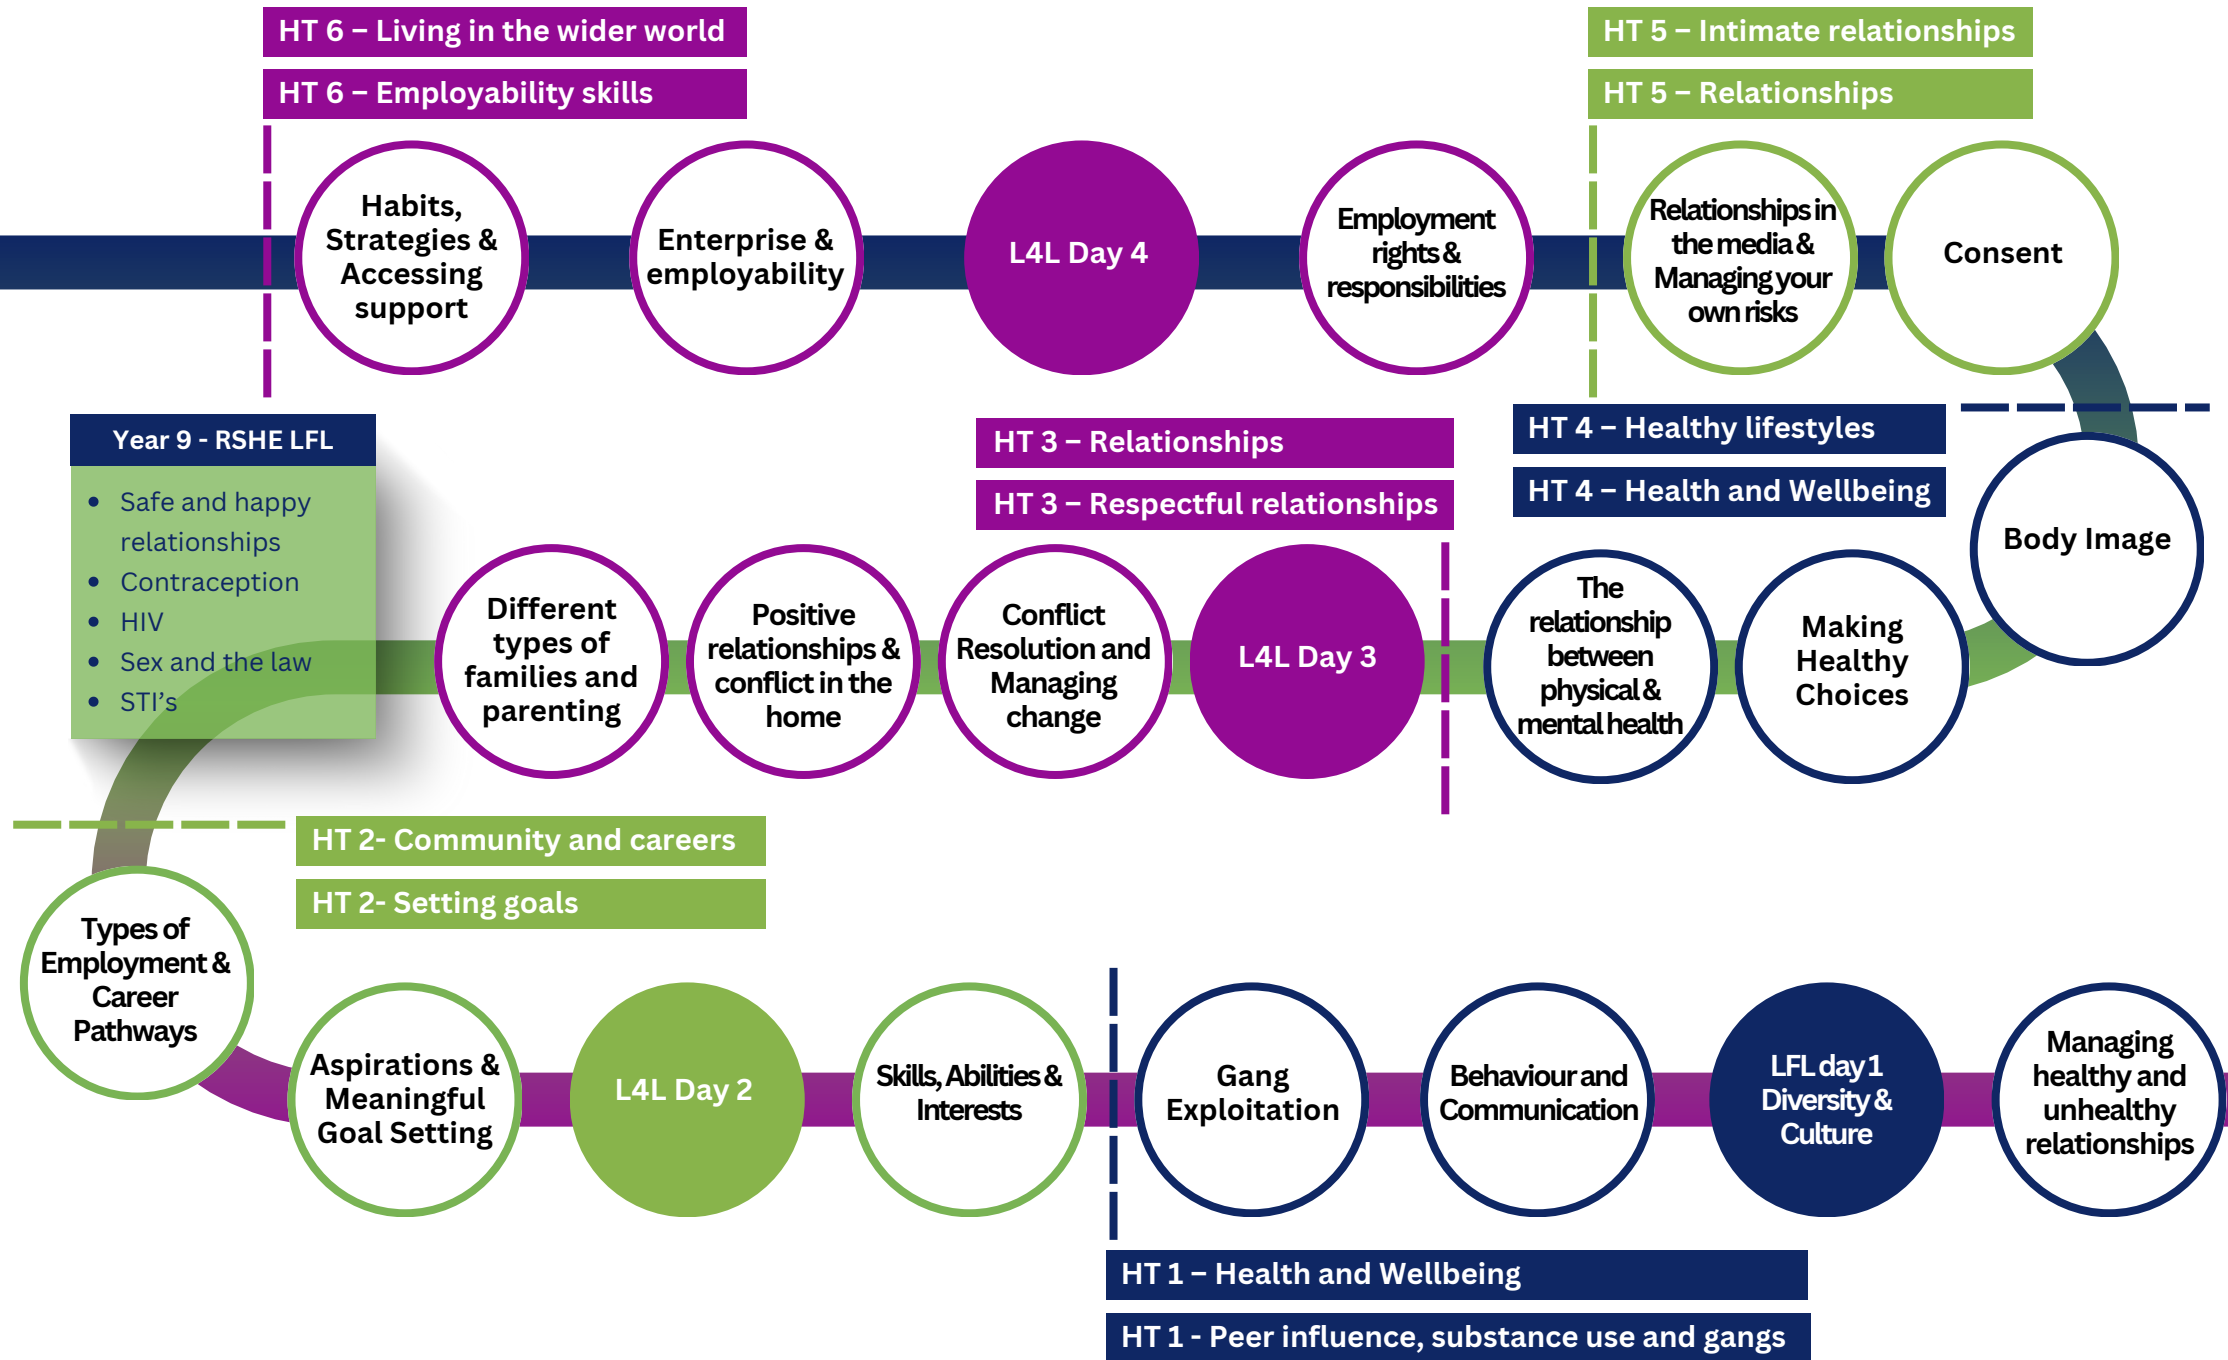 HT 6 – Living in the wider world
HT 6 – Employability skills
HT 5 – Intimate relationships
HT 5 – Relationships
Habits,
Strategies &
Accessing
support
Enterprise &
employability
L4L Day 4
Employment
rights &
responsibilities
Relationships in
the media &
Managing your
own risks
Consent
Year 9 - RSHE LFL
• Safe and happy
relationships
• Contraception
• HIV
• Sex and the law
• STI’s
HT 3 – Relationships
HT 3 – Respectful relationships
HT 4 – Healthy lifestyles
HT 4 – Health and Wellbeing
Body Image
Different
types of
families and
parenting
Positive
relationships &
conflict in the
home
Conflict
Resolution and
Managing
change
L4L Day 3
The
relationship
between
physical &
mental health
Making
Healthy
Choices
HT 2- Community and careers
HT 2- Setting goals
Types of
Employment &
Career
Pathways
Aspirations &
Meaningful
Goal Setting
L4L Day 2
Skills, Abilities &
Interests
Gang
Exploitation
Behaviour and
Communication
LFL day 1
Diversity &
Culture
Managing
healthy and
unhealthy
relationships
HT 1 – Health and Wellbeing
HT 1 - Peer influence, substance use and gangs